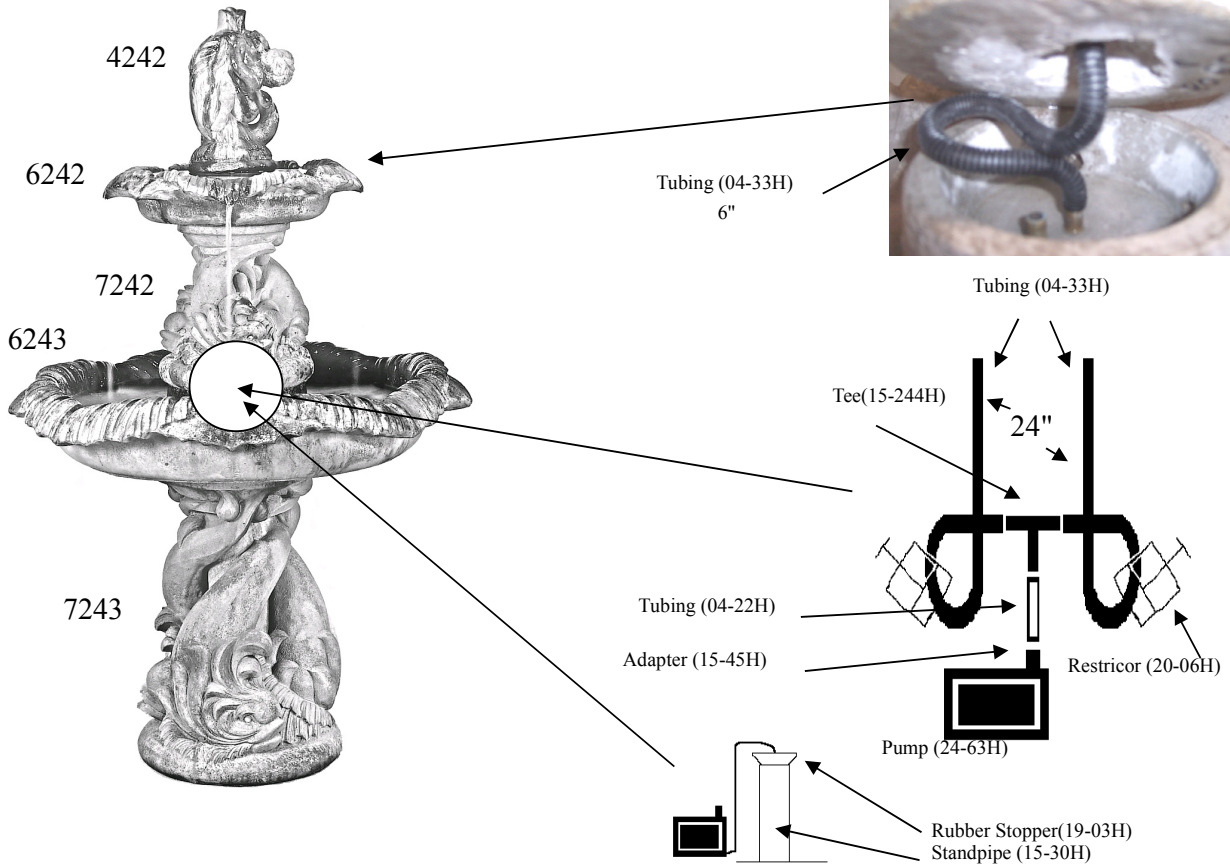 4242
6242
7242
6243
7243
Tubing (04-33H)
6"
Tubing (04-33H)
Tee(15-244H)
24"
Tubing (04-22H)
Adapter (15-45H)
Restricor (20-06H)
Pump (24-63H)
Rubber Stopper(19-03H)
Standpipe (15-30H)